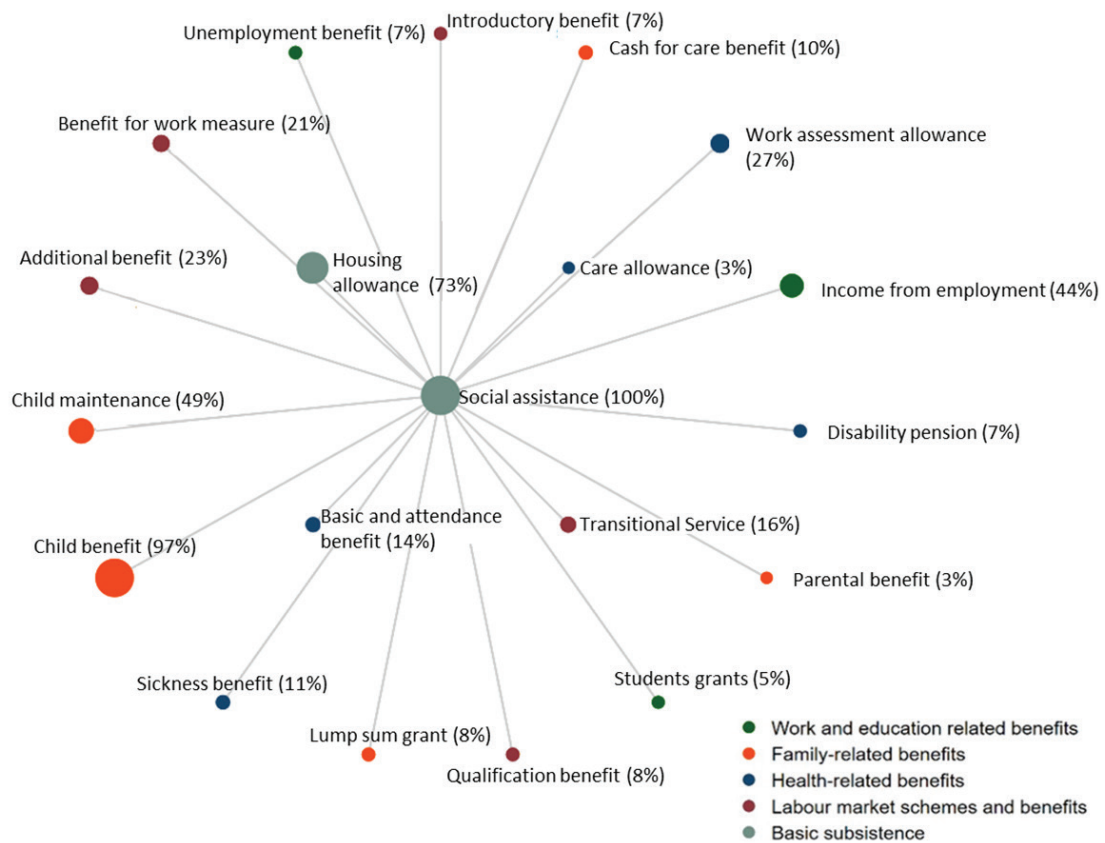 Unemployment benefit (7%)
Introductory benefit (7%)
Cash for care benefit (10%)
Benefit for work measure (21%)
Work assessment allowance
(27%)
Additional benefit (23%)
Housing
allowance (73%)
Care allowance (3%)
Income from employment (44%)
Child maintenance (49%)
Social assistance (100%)
Disability pension (7%)
Child benefit (97%)
Basic and attendance
benefit (14%)
Transitional Service (16%)
Parental benefit (3%)
Sickness benefit (11%)
Students grants (5%)
Lump sum grant (8%)
Qualification benefit (8%)
Work and education related benefits
Family-related benefits
Health-related benefits
Labour market schemes and benefits
Basic subsistence